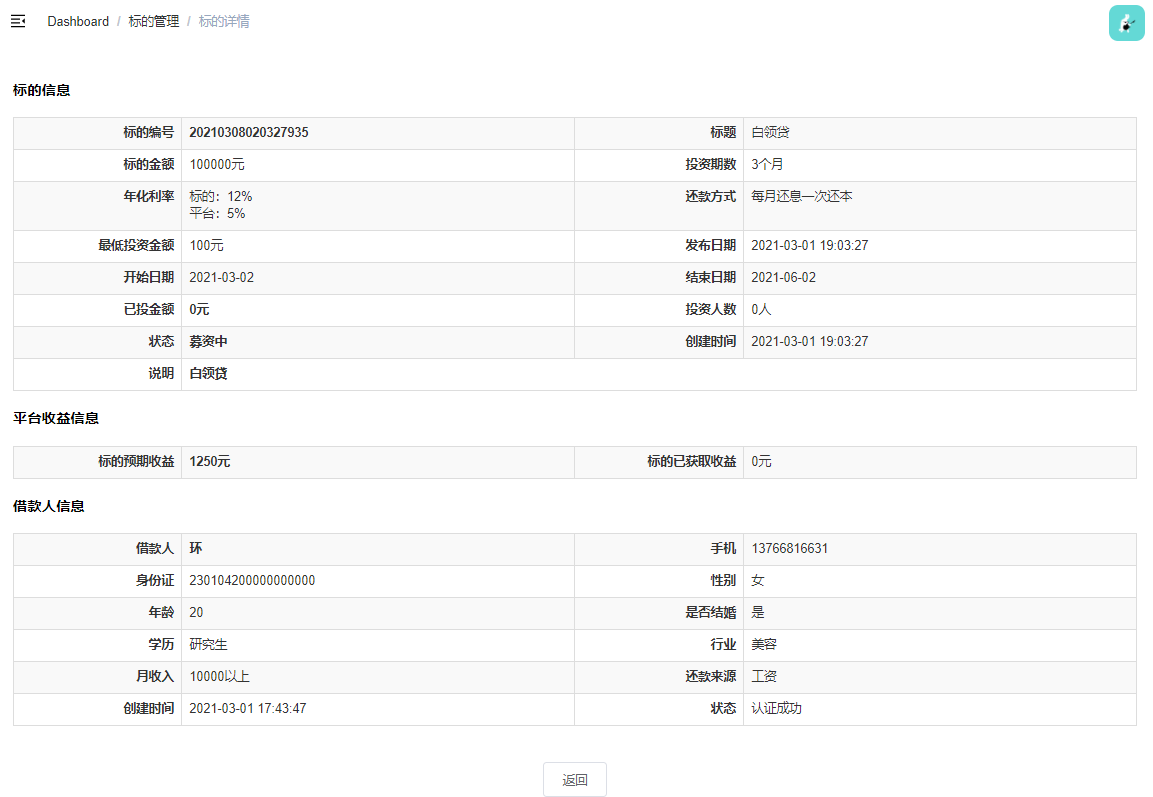 Dashboard / 标的管理 / 标的详情
标的信息
标的编号 20210308020327935 标题 白领贷
标的金额 100000元 投资期数 3个月
年化利率 标的：12% 还款方式 每月还息一次还本
平台：5%
最低投资金额 100元 发布日期 2021-03-01 19:03:27
开始日期 2021-03-02 结束日期 2021-06-02
已投金额 0元 投资人数 0人
状态 募资中 创建时间 2021-03-01 19:03:27
说明 白领贷
平台收益信息
标的预期收益 1250元 标的已获取收益 0元
借款人信息
借款人 环 手机 13766816631
身份证 230104200000000000 性别 女
年龄 20 是否结婚 是
学历 研究生 行业 美容
月收入 10000以上 还款来源 工资
创建时间 2021-03-01 17:43:47 状态 认证成功
返回